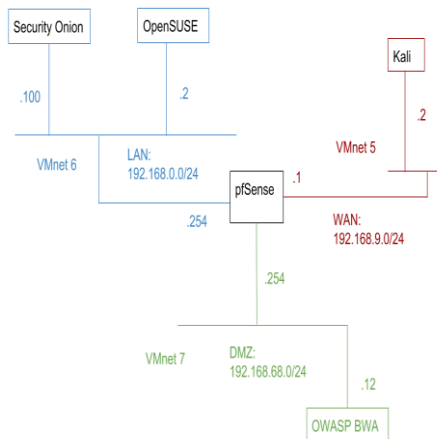 Security Onion
OpenSUSE
Kali
.100
.2
.2
VMnet 5
VMnet 6
LAN:
192.168.0.0/24
pfSense
.1
.254
WAN:
192.168.9.0/24
.254
VMnet 7
DMZ:
192.168.68.0/24
.12
OWASP BWA